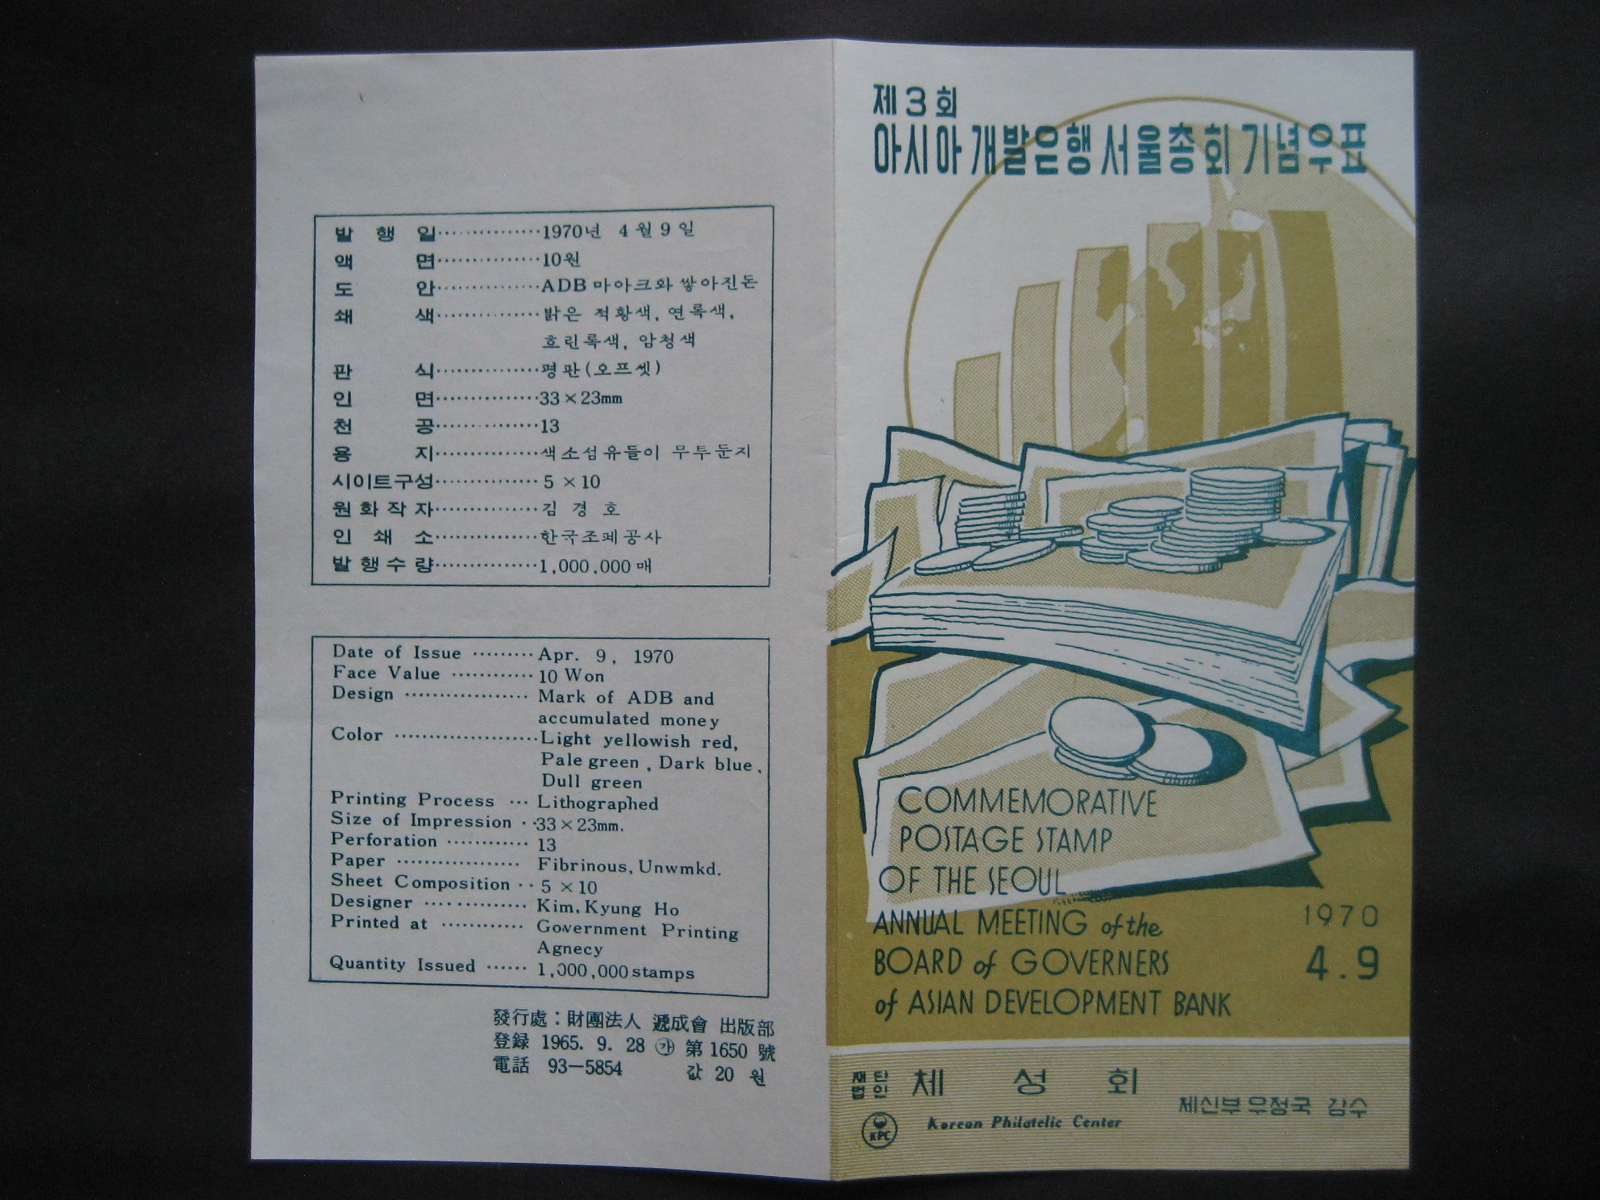 발행일……………1970년 4월 9일
액면……………10원
도안……………ADB 마아크와 쌓아진돈
쇄색……………밝은 적황색, 연록색,
흐린록색, 암청색
판식……………평판(오프셋)
인면……………33×23mm
천공……………13
용지……………색소섬유들이 무투문지
시이트구성……………5 ×10
원화작자……………김 경 호
인쇄소……………한국조폐공사
발행수량……………1,000,000 매
Date of Issue ………Apr. 9, 1970
Face Value …………10 Won
Design ……………… Mark of ADB and
accumulated money
Color …………………Light yellowish red,
Pale green, Dark blue,
Dull green
Printing Process … Lithographed
Size of Impression ··33×23mm.
Perforation ………… 13
Paper ……………… Fibrinous, Unwmkd.
Sheet Composition ·· 5 ×10
Designer …………… Kim, Kyung Ho
Printed at ………… Government Printing
Agnecy
Quantity Issued …… 1,000,000 stamps
發行處：財團法人 遞成會 出版部
登録 1965. 9. 28 ㉮ 第1650 號
電話 93—5854 값 20 원
제3회
아시아개발은행 서울총회 기념우표
COMMEMORATIVE
POSTAGE STAMP
OF THE SEOUL
ANNUAL MEETING of the
BOARD of GOVERNERS
of ASIAN DEVELOPMENT BANK
1970
4.9
재단
법인 체 성 회
제신부 우정국 감수
KPC Korean Philatelic Center